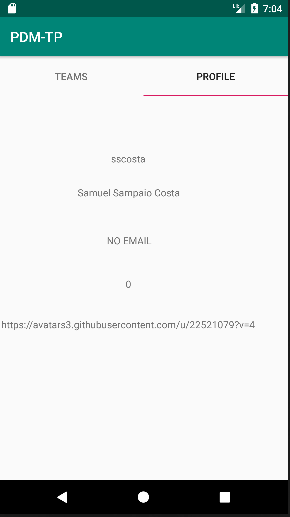 7:04
PDM-TP
TEAMS PROFILE
sscosta
Samuel Sampaio Costa
NO EMAIL
0
https://avatars3.githubusercontent.com/u/22521079?v=4